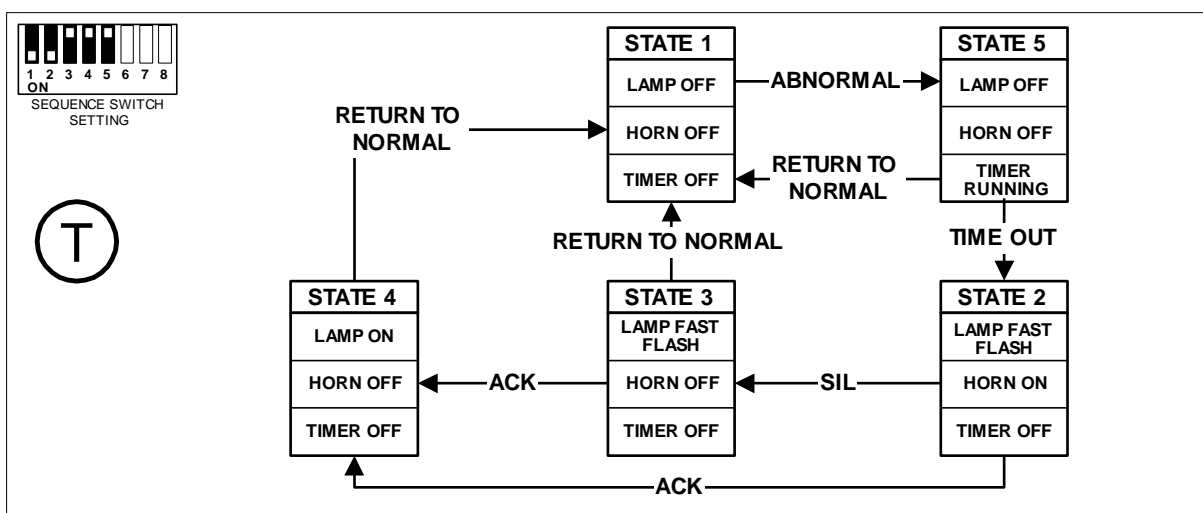 1 2 3 4 5 6 7 8
ON
SEQUENCE SWITCH
SETTING
T
STATE 1
LAMP OFF
HORN OFF
TIMER OFF
ABNORMAL
STATE 5
LAMP OFF
HORN OFF
TIMER
RUNNING
RETURN TO
NORMAL
RETURN TO
NORMAL
RETURN TO NORMAL
TIME OUT
STATE 4
LAMP ON
HORN OFF
TIMER OFF
ACK
STATE 3
LAMP FAST
FLASH
HORN OFF
TIMER OFF
SIL
STATE 2
LAMP FAST
FLASH
HORN ON
TIMER OFF
ACK